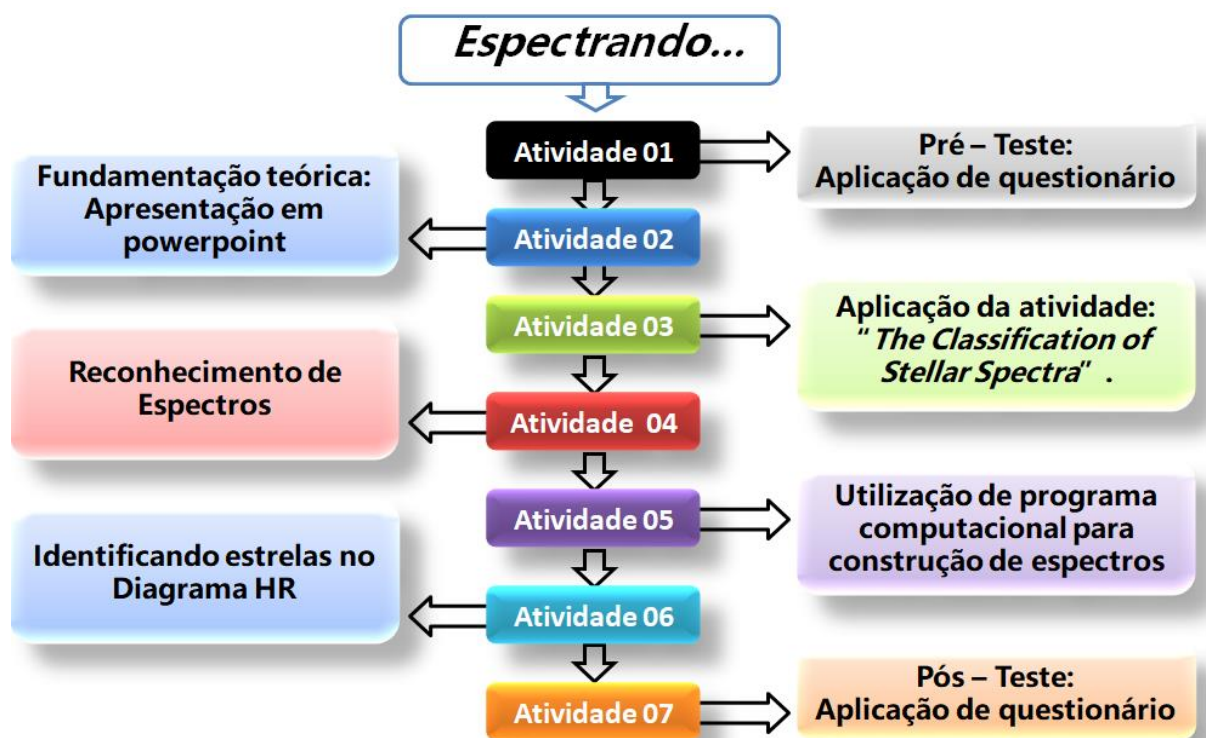 Espectrando...
Atividade 01
Pré – Teste:
Aplicação de questionário
Fundamentação teórica:
Apresentação em
powerpoint
Atividade 02
Atividade 03
Aplicação da atividade:
"The Classification of
Stellar Spectra" .
Reconhecimento de
Espectros
Atividade 04
Atividade 05
Utilização de programa
computacional para
construção de espectros
Identificando estrelas no
Diagrama HR
Atividade 06
Atividade 07
Pós – Teste:
Aplicação de questionário